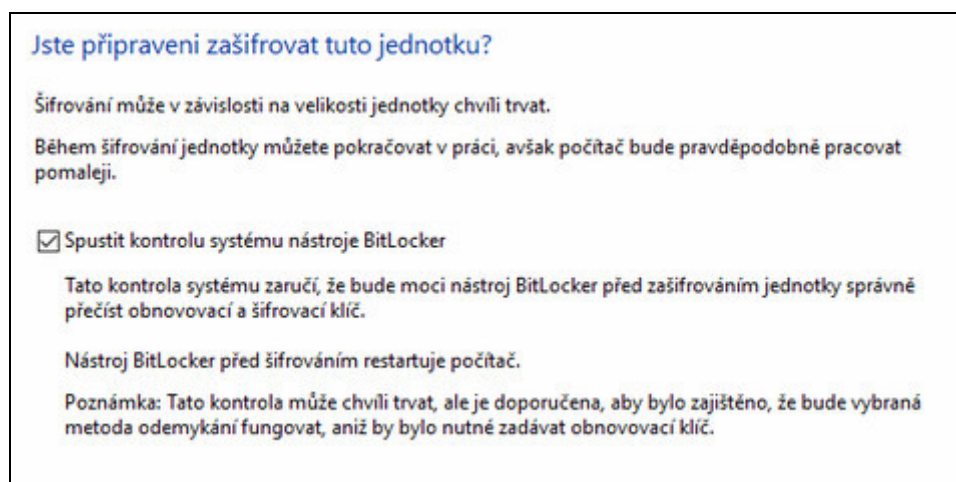 Jste připraveni zašifrovat tuto jednotku?
Šifrování může v závislosti na velikosti jednotky chvíli trvat.
Během šifrování jednotky můžete pokračovat v práci, avšak počítač bude pravděpodobně pracovat
pomaleji.
Spustit kontrolu systému nástroje BitLocker
Tato kontrola systému zaručí, že bude moci nástroj BitLocker před zašifrováním jednotky správně
přečíst obnovovací a šifrovací klíč.
Nástroj BitLocker před šifrováním restartuje počítač.
Poznámka: Tato kontrola může chvíli trvat, ale je doporučena, aby bylo zajištěno, že bude vybraná
metoda odemykání fungovat, aniž by bylo nutné zadávat obnovovací klíč.